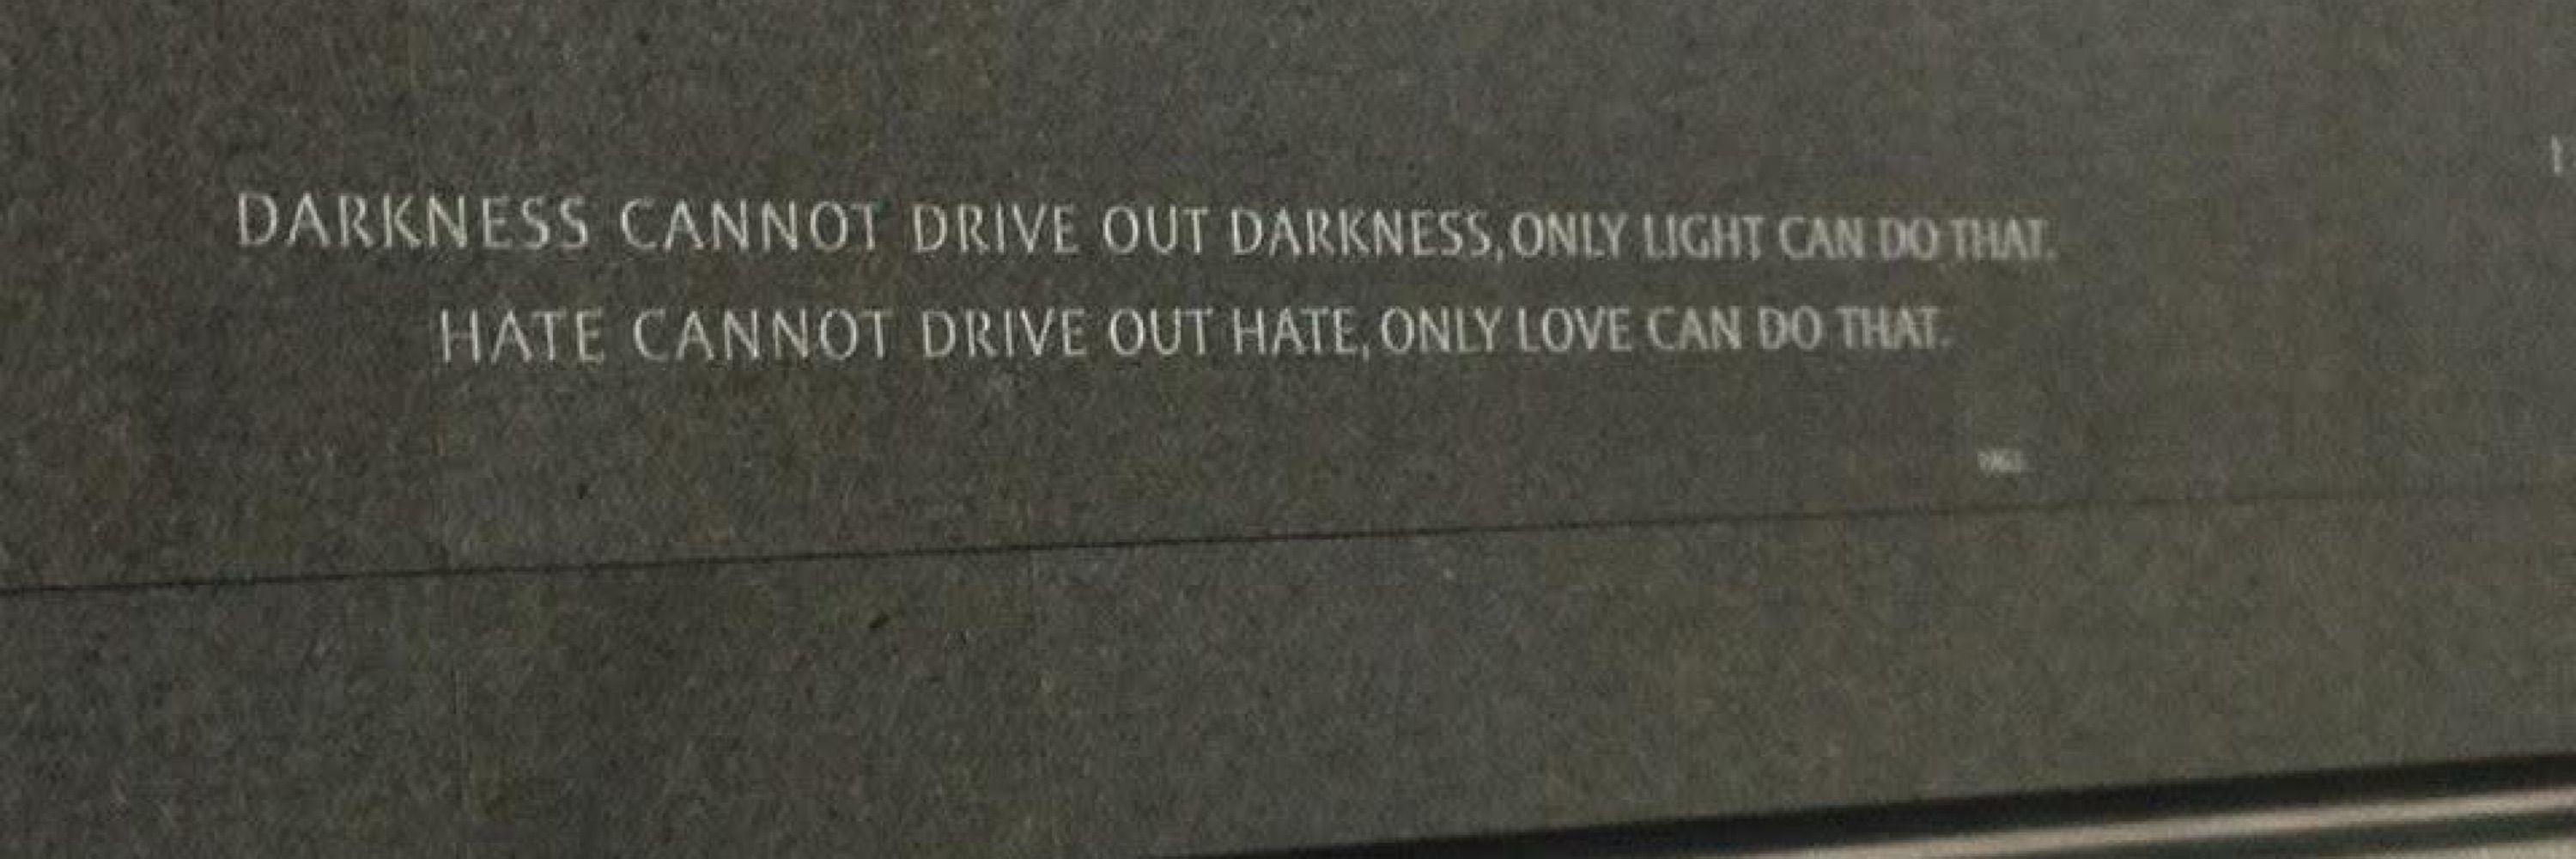 DARKNESS CANNOT DRIVE OUT DARKNESS, ONLY LIGHT CAN DO THAT.
HATE CANNOT DRIVE OUT HATE, ONLY LOVE CAN DO THAT.